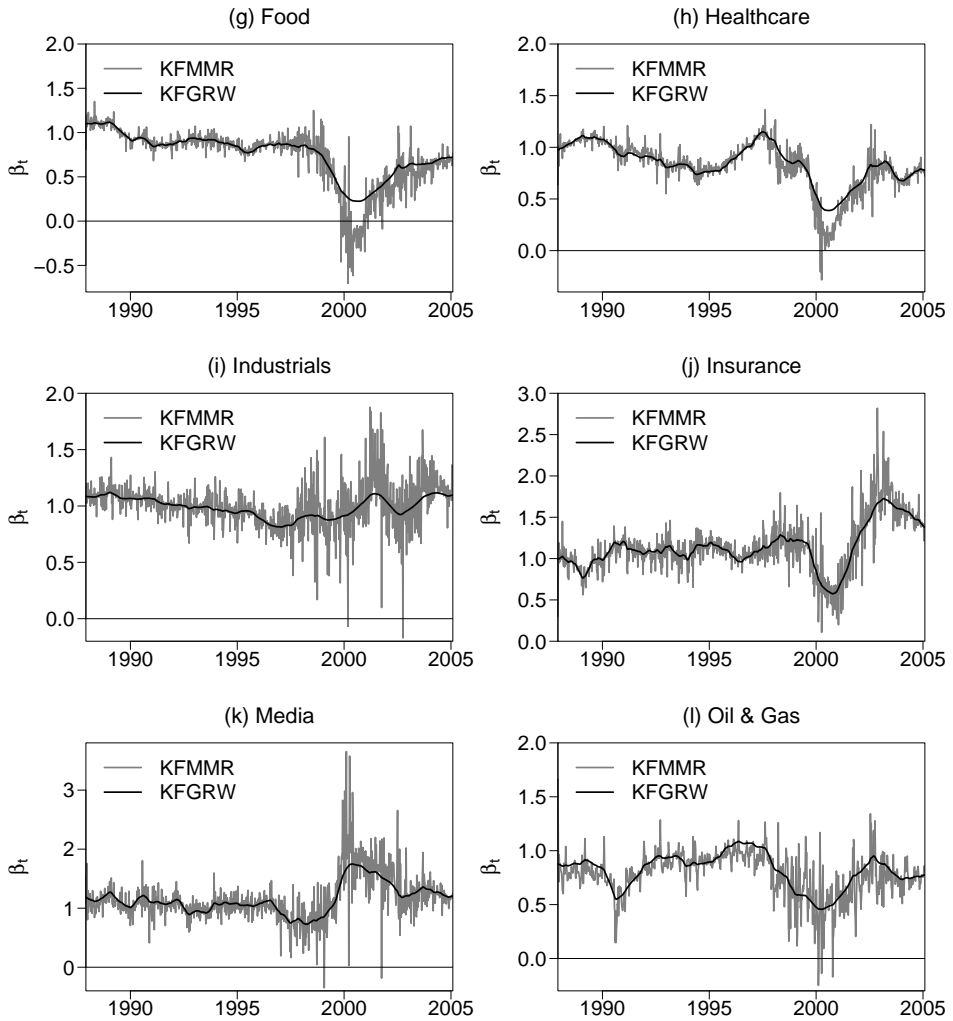 (g) Food
2.0
1.5
1.0
0.5
0.0
−0.5
β_t
KFMMR
KFGRW
1990 1995 2000 2005
(h) Healthcare
2.0
1.5
1.0
0.5
0.0
β_t
KFMMR
KFGRW
1990 1995 2000 2005
(i) Industrials
2.0
1.5
1.0
0.5
0.0
β_t
KFMMR
KFGRW
1990 1995 2000 2005
(j) Insurance
3.0
2.5
2.0
1.5
1.0
0.5
0.0
β_t
KFMMR
KFGRW
1990 1995 2000 2005
(k) Media
3
2
1
0
β_t
KFMMR
KFGRW
1990 1995 2000 2005
(l) Oil & Gas
2.0
1.5
1.0
0.5
0.0
β_t
KFMMR
KFGRW
1990 1995 2000 2005